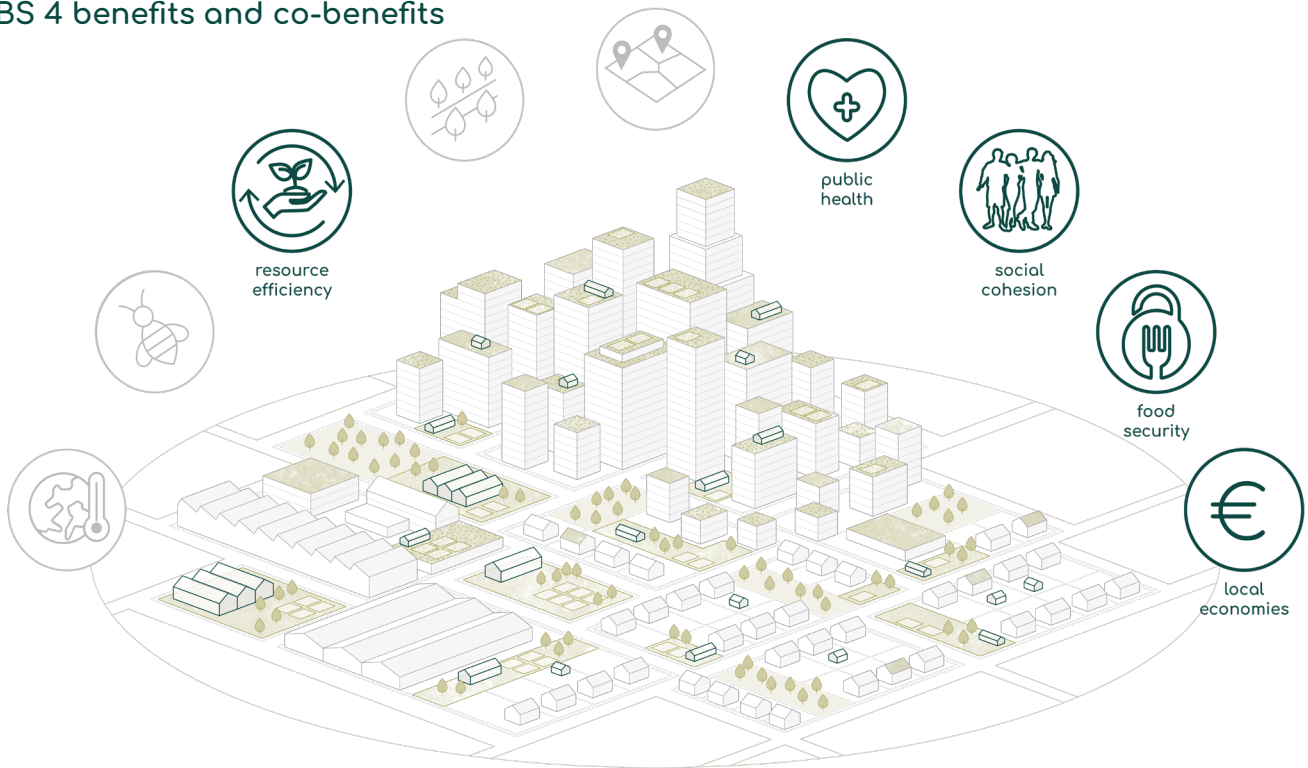 BS 4 benefits and co-benefits
public
health
resource
efficiency
social
cohesion
food
security
€
local
economies